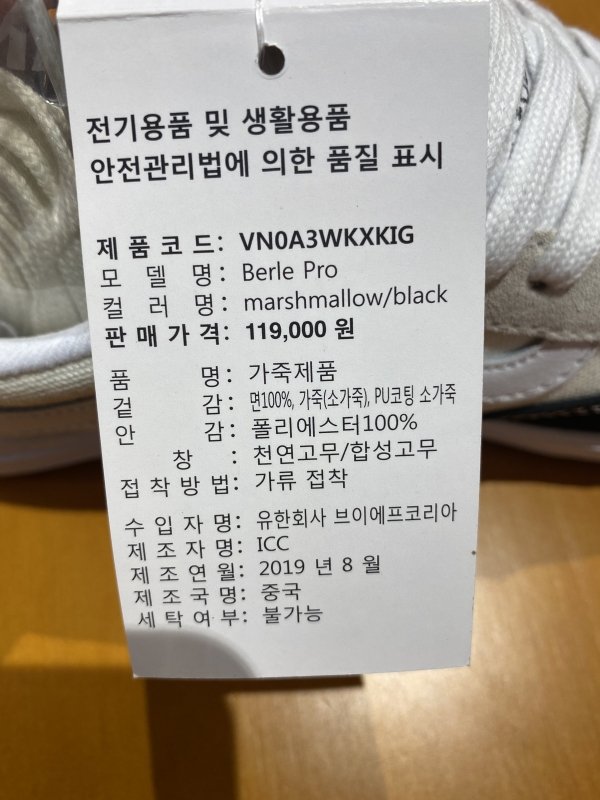 전기용품 및 생활용품
안전관리법에 의한 품질 표시
제 품 코 드: VN0A3WKXKIG
모 델 명: Berle Pro
컬 러 명: marshmallow/black
판 매 가 격: 119,000 원
품 명: 가죽제품
겉 감: 면100%, 가죽(소가죽), PU코팅 소가죽
안 감: 폴리에스터100%
창 : 천연고무/합성고무
접 착 방 법: 가류 접착
수 입 자 명: 유한회사 브이에프코리아
제 조 자 명: ICC
제 조 연 월: 2019 년 8 월
제 조 국 명: 중국
세 탁 여 부: 불가능